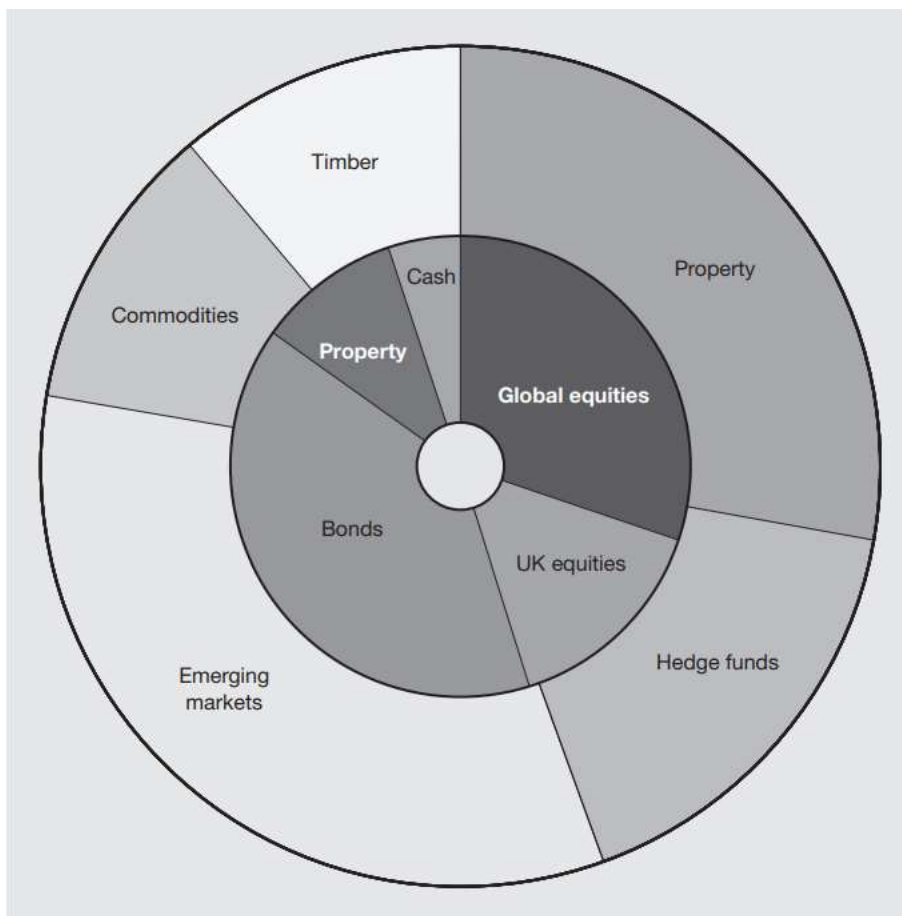 Timber
Cash
Property
Commodities
Property
Global equities
Bonds
UK equities
Hedge funds
Emerging
markets